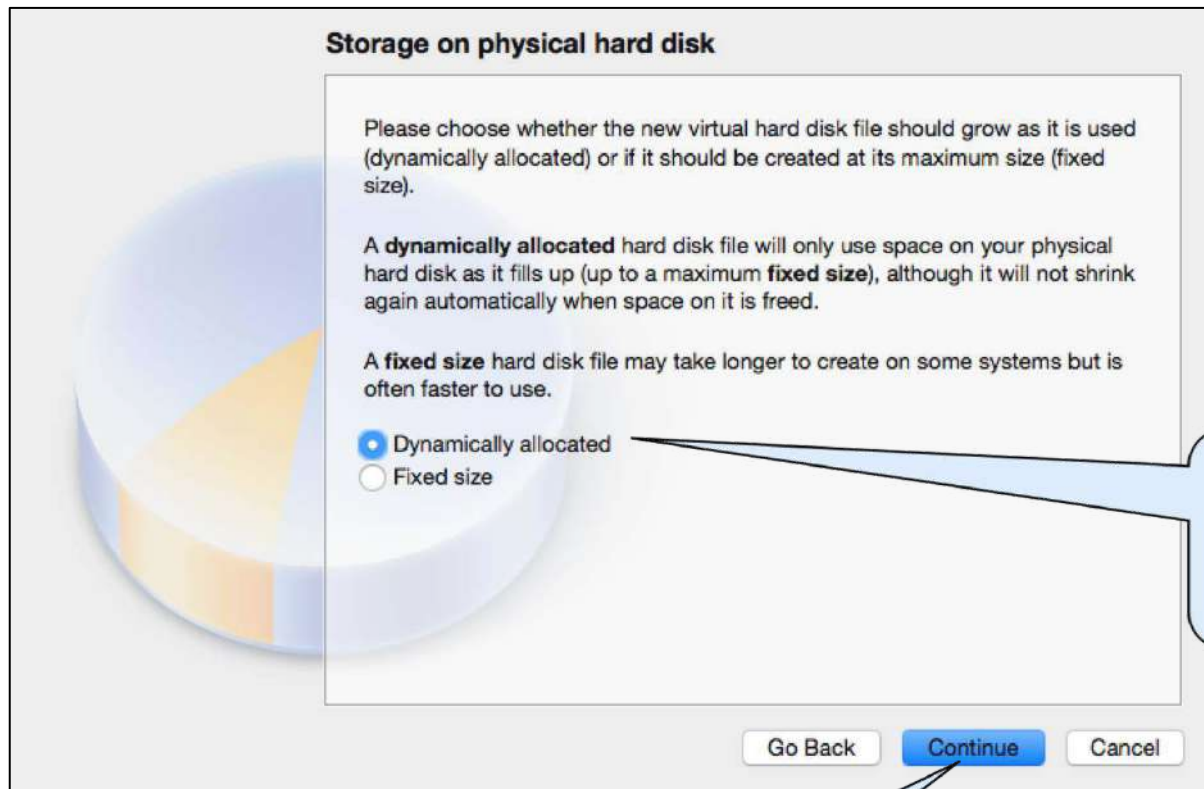 Storage on physical hard disk
Please choose whether the new virtual hard disk file should grow as it is used
(dynamically allocated) or if it should be created at its maximum size (fixed
size).
A dynamically allocated hard disk file will only use space on your physical
hard disk as it fills up (up to a maximum fixed size), although it will not shrink
again automatically when space on it is freed.
A fixed size hard disk file may take longer to create on some systems but is
often faster to use.
Dynamically allocated
Fixed size
Go Back Continue Cancel